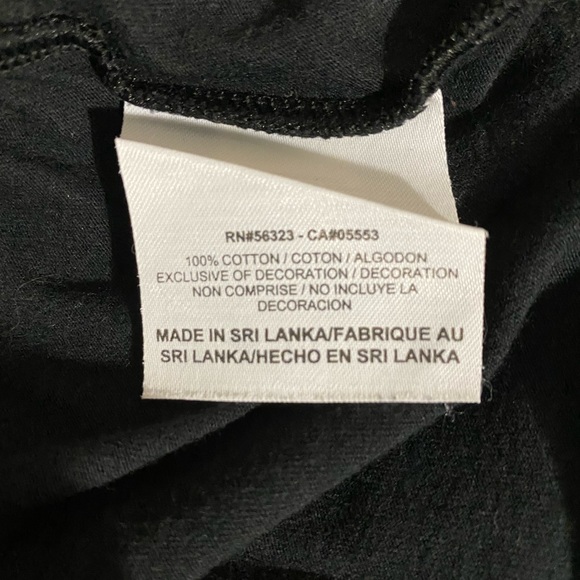 RN#56323 - CA#05553
100% COTTON / COTON / ALGODON
EXCLUSIVE OF DECORATION / DECORATION
NON COMPRISE / NO INCLUYE LA
DECORACION
MADE IN SRI LANKA/FABRIQUE AU
SRI LANKA/HECHO EN SRI LANKA